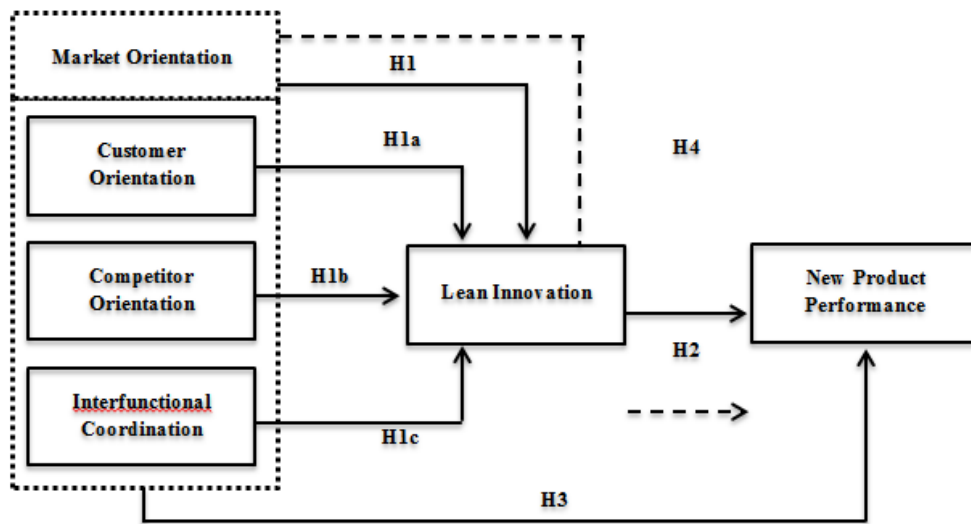 Market Orientation
H1
Customer
Orientation
H1a
H4
Competitor
Orientation
H1b
Lean Innovation
New Product
Performance
H2
Interfunctional
Coordination
H1c
H3